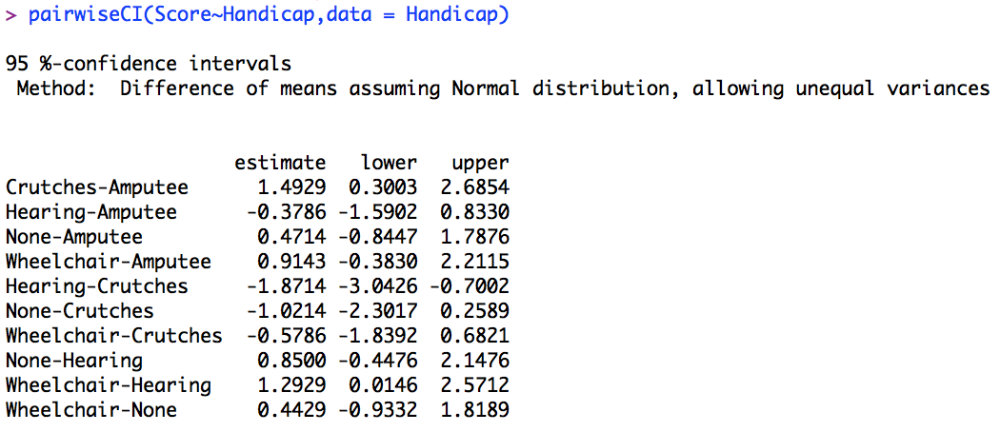 > pairwiseCI(Score~Handicap,data = Handicap)
95 %-confidence intervals
Method:  Difference of means assuming Normal distribution, allowing unequal variances
estimate lower upper
Crutches-Amputee 1.4929 0.3003 2.6854
Hearing-Amputee -0.3786 -1.5902 0.8330
None-Amputee 0.4714 -0.8447 1.7876
Wheelchair-Amputee 0.9143 -0.3830 2.2115
Hearing-Crutches -1.8714 -3.0426 -0.7002
None-Crutches -1.0214 -2.3017 0.2589
Wheelchair-Crutches -0.5786 -1.8392 0.6821
None-Hearing 0.8500 -0.4476 2.1476
Wheelchair-Hearing 1.2929 0.0146 2.5712
Wheelchair-None 0.4429 -0.9332 1.8189